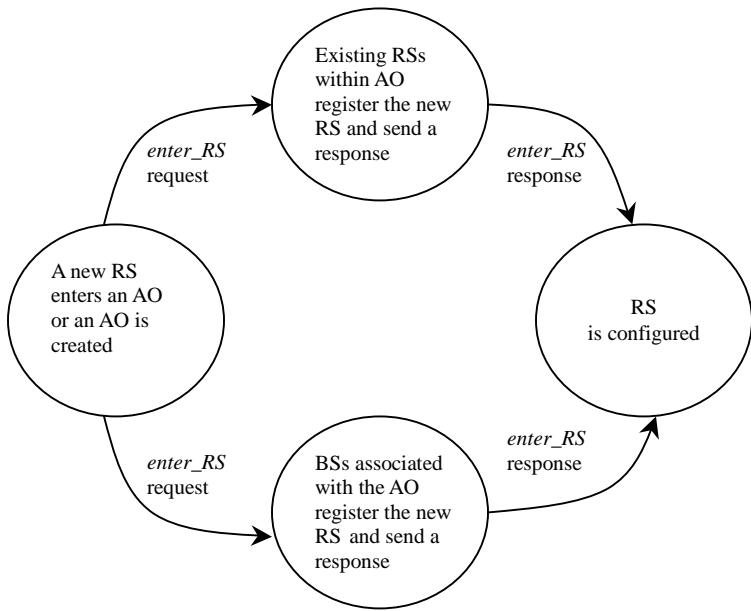 Existing RSs
within AO
register the new
RS and send a
response
enter_RS
request
enter_RS
response
A new RS
enters an AO
or an AO is
created
RS
is configured
enter_RS
request
BSs associated
with the AO
register the new
RS and send a
response
enter_RS
response